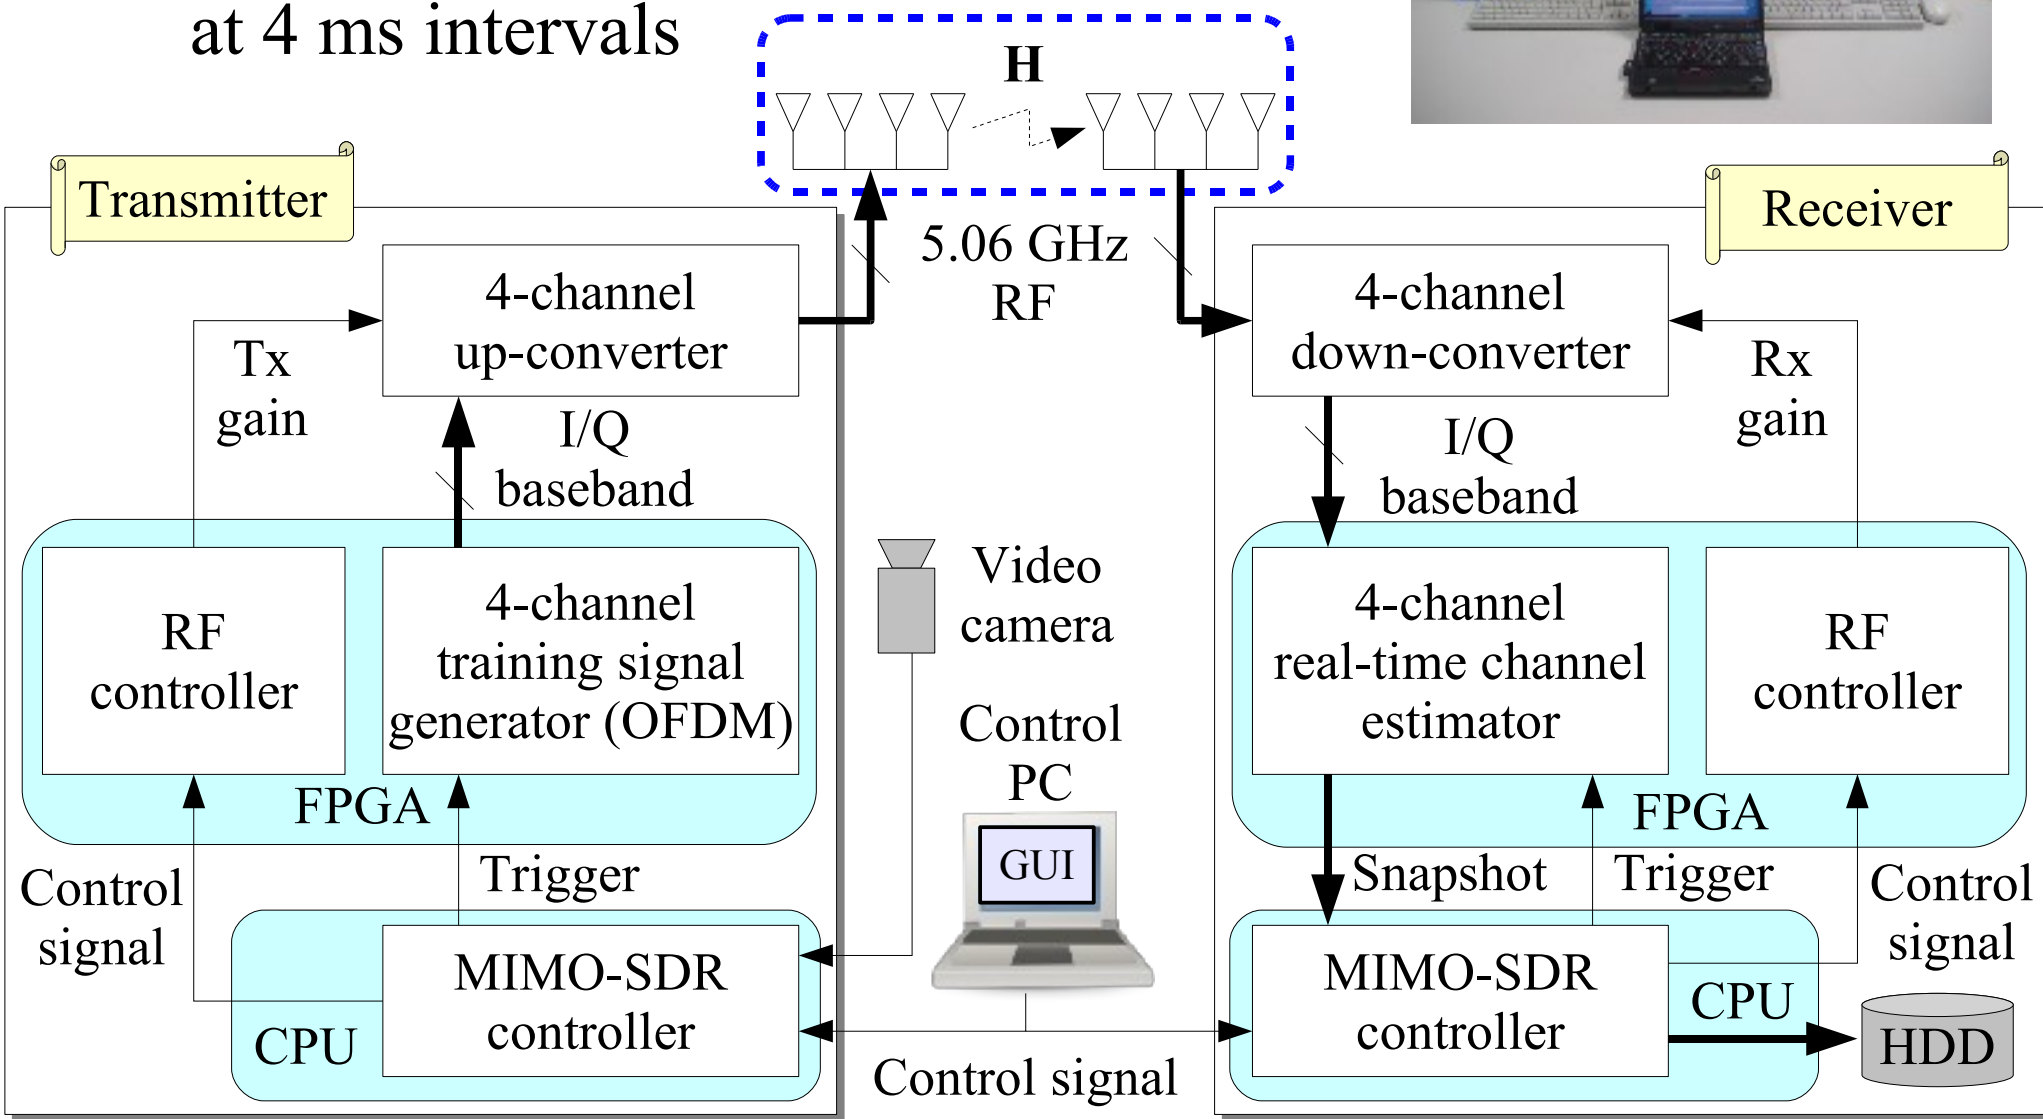 at 4 ms intervals
H
Transmitter
Receiver
5.06 GHz
RF
4-channel
up-converter
4-channel
down-converter
Tx
gain
Rx
gain
I/Q
baseband
I/Q
baseband
RF
controller
4-channel
training signal
generator (OFDM)
FPGA
Video
camera
Control
PC
GUI
4-channel
real-time channel
estimator
RF
controller
FPGA
Control
signal
Trigger
Snapshot
Trigger
Control
signal
MIMO-SDR
controller
CPU
Control signal
MIMO-SDR
controller
CPU
HDD